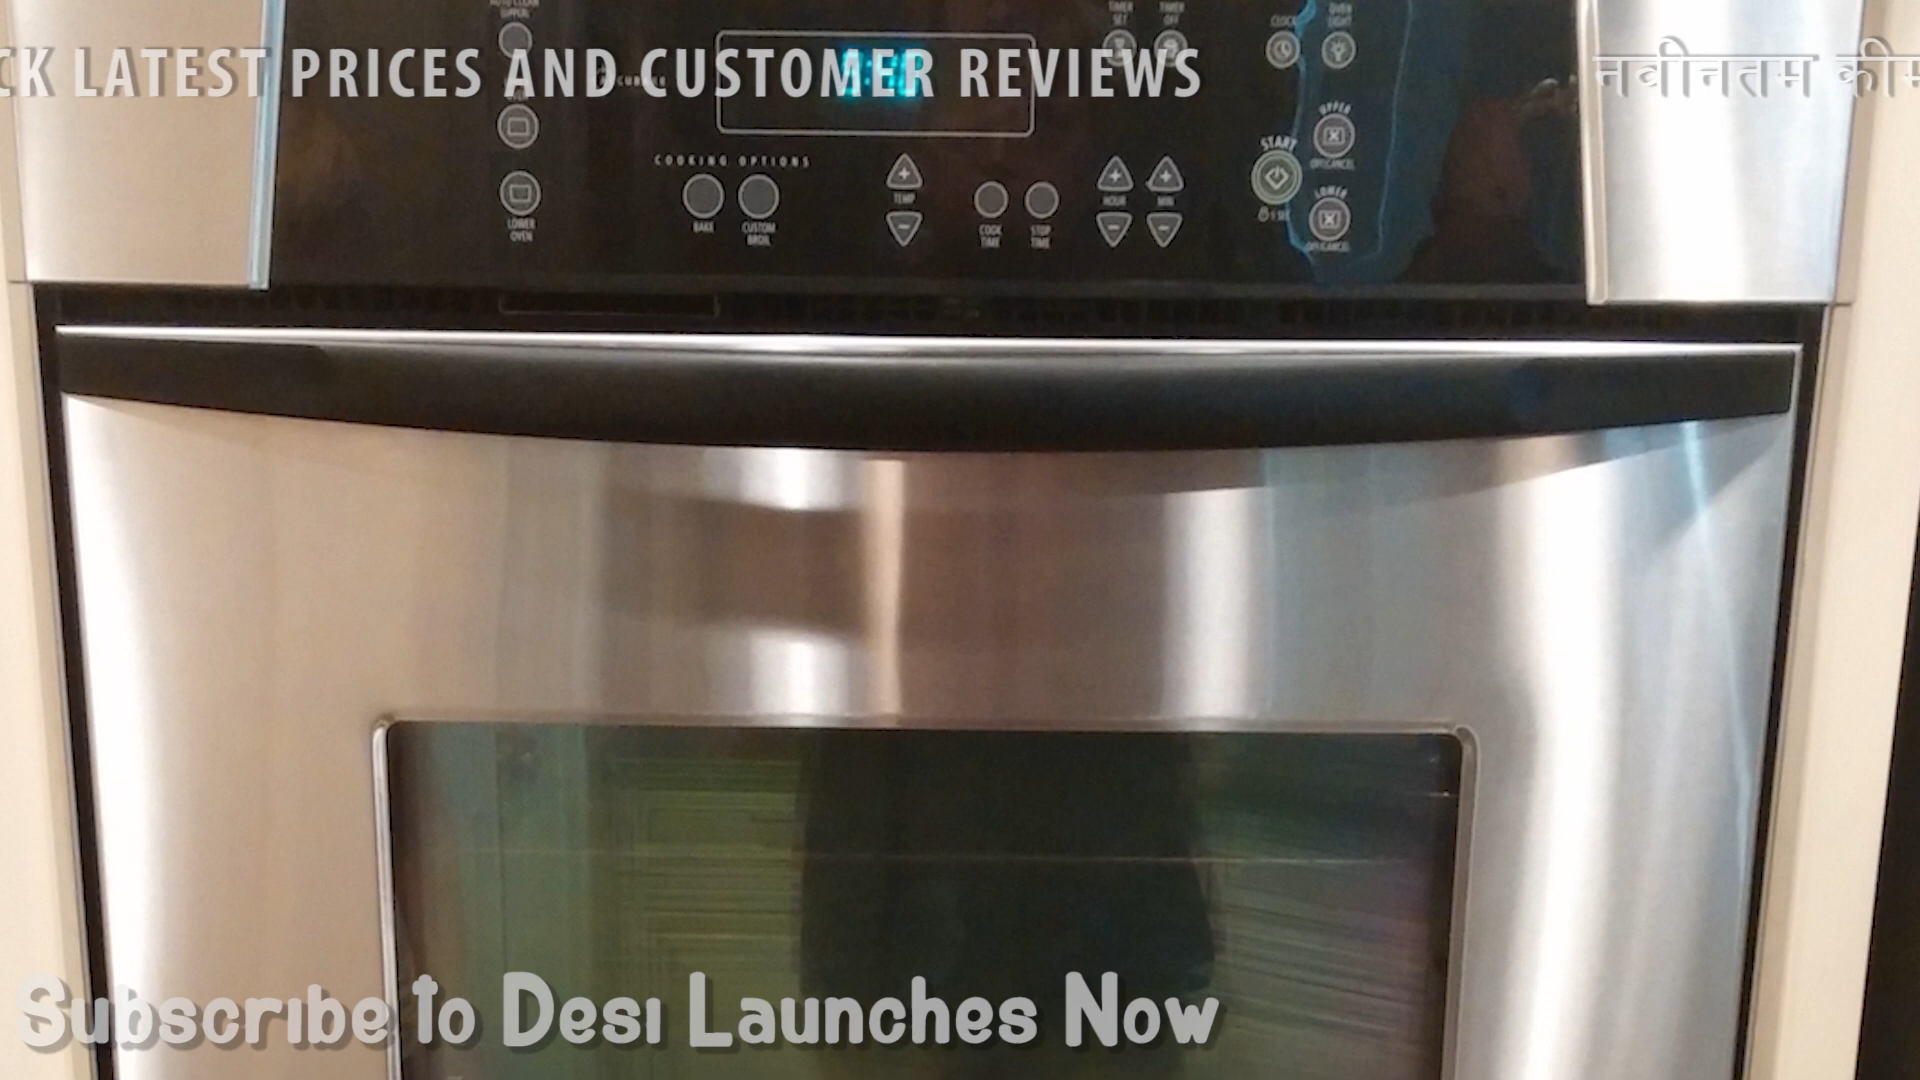 AUTO CLEAN
TIMER
SET
TIMER
OFF
CLOCK
OVEN
LIGHT
CK LATEST PRICES AND CUSTOMER REVIEWS
नवीनतम कीम
UPPER
OFF/CANCEL
COOKING OPTIONS
START
LOWER
OVEN
BAKE
CUSTOM
BROIL
TEMP
COOK
TIME
STOP
TIME
HOUR
MIN
LOWER
OFF/CANCEL
Subscribe to Desi Launches Now